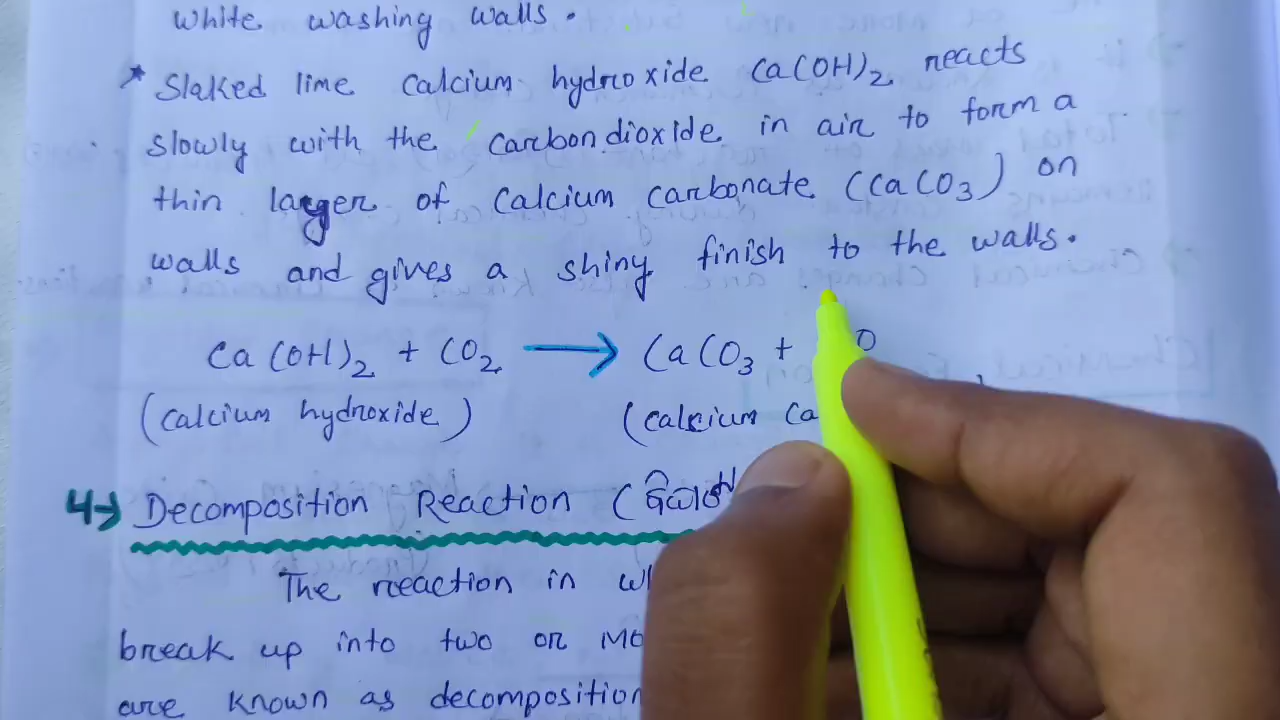 white washing walls.
* Slaked lime calcium hydroxide Ca(OH)2 reacts
slowly with the carbondioxide in air to form a
thin layer of calcium carbonate (CaCO3) on
walls and gives a shiny finish to the walls.
Ca(OH)2 + CO2 → CaCO3 +
(calcium hydroxide) (calcium
4→ Decomposition Reaction (
The reaction in
break up into two or
are known as decomposition